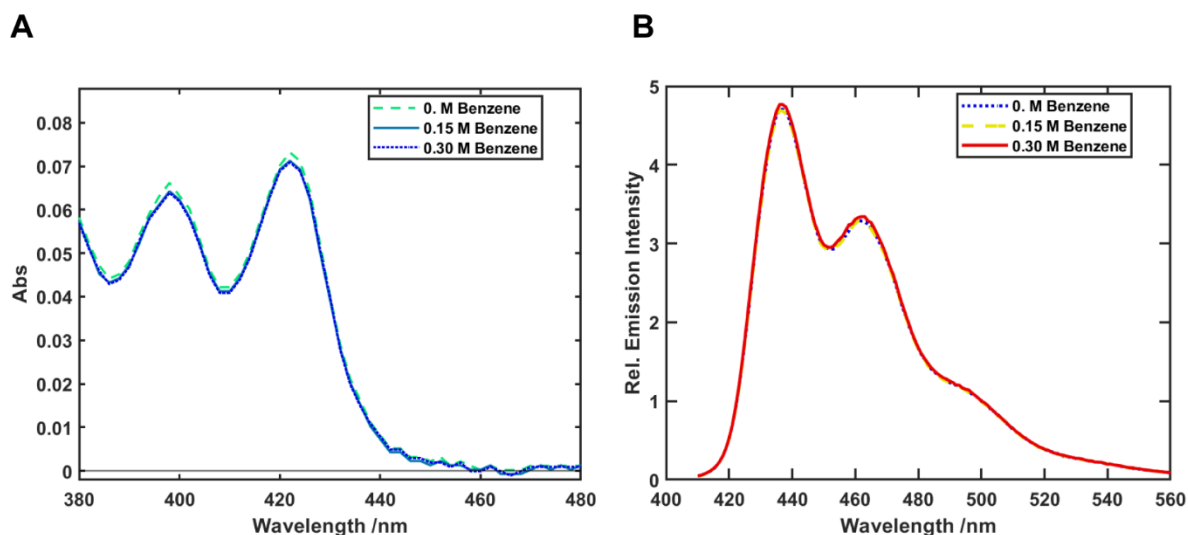 A
B
0. M Benzene
0.15 M Benzene
0.30 M Benzene
0.08
0.07
0.06
0.05
0.04
0.03
0.02
0.01
0
Abs
380 400 420 440 460 480
Wavelength /nm
0. M Benzene
0.15 M Benzene
0.30 M Benzene
5
4
3
2
1
0
Rel. Emission Intensity
400 420 440 460 480 500 520 540 560
Wavelength /nm